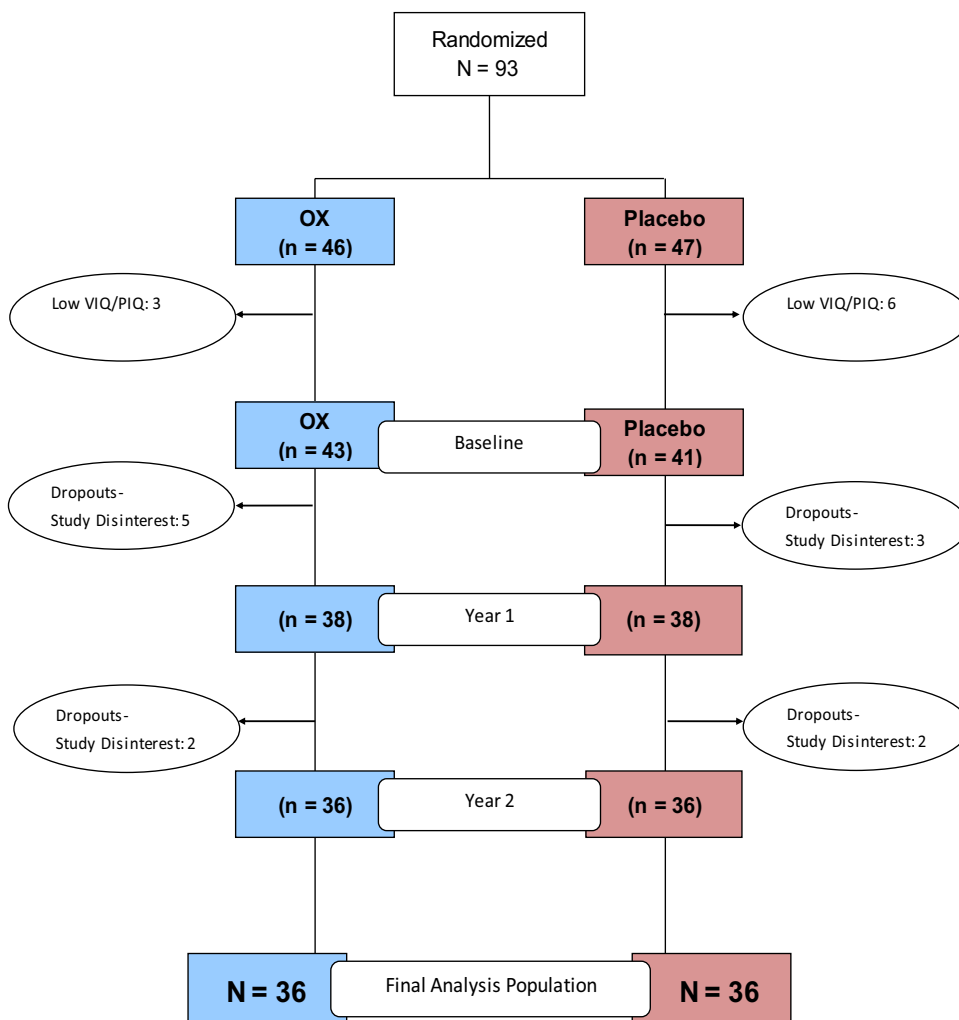 Randomized
N = 93
OX
(n = 46)
Placebo
(n = 47)
Low VIQ/PIQ: 3
Low VIQ/PIQ: 6
OX
(n = 43)
Baseline
Placebo
(n = 41)
Dropouts-
Study Disinterest: 5
Dropouts-
Study Disinterest: 3
(n = 38)
Year 1
(n = 38)
Dropouts-
Study Disinterest: 2
Dropouts-
Study Disinterest: 2
(n = 36)
Year 2
(n = 36)
N = 36
Final Analysis Population
N = 36